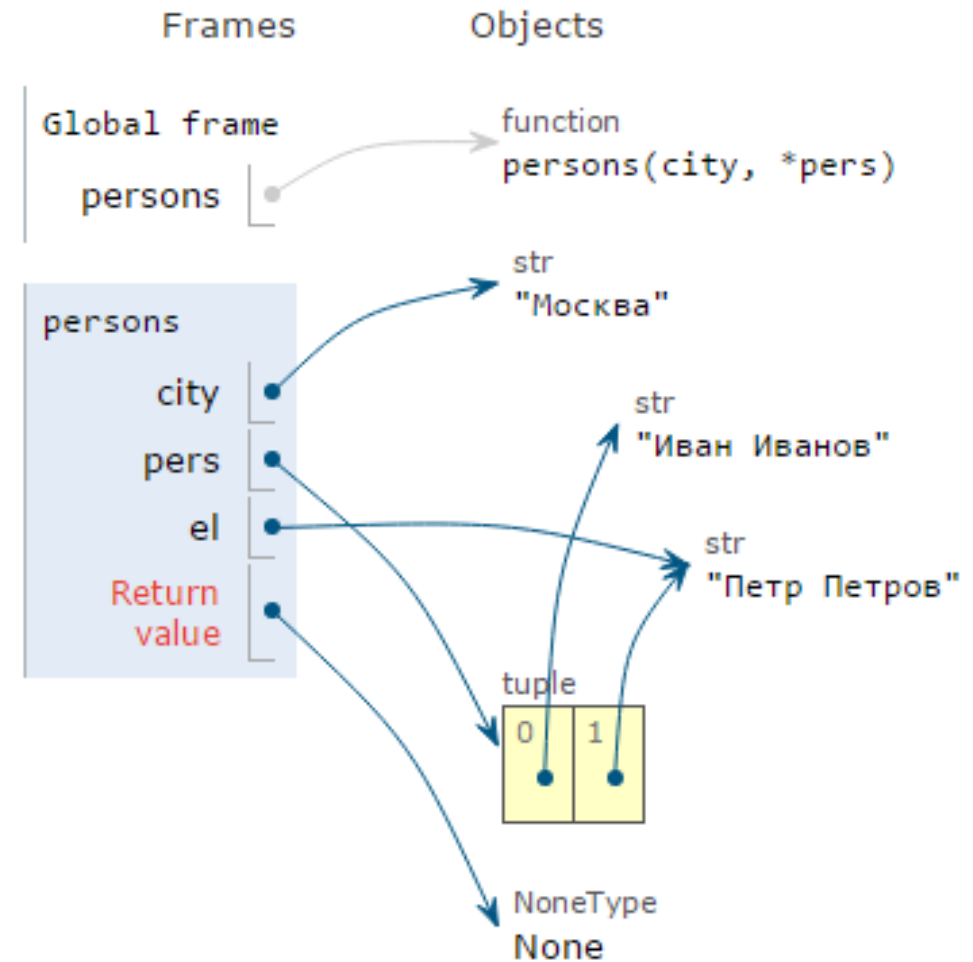 Frames Objects
Global frame
function
persons(city, *pers)
persons
str
"Москва"
persons
city
str
"Иван Иванов"
pers
el
str
"Петр Петров"
Return
value
tuple
0 1
NoneType
None